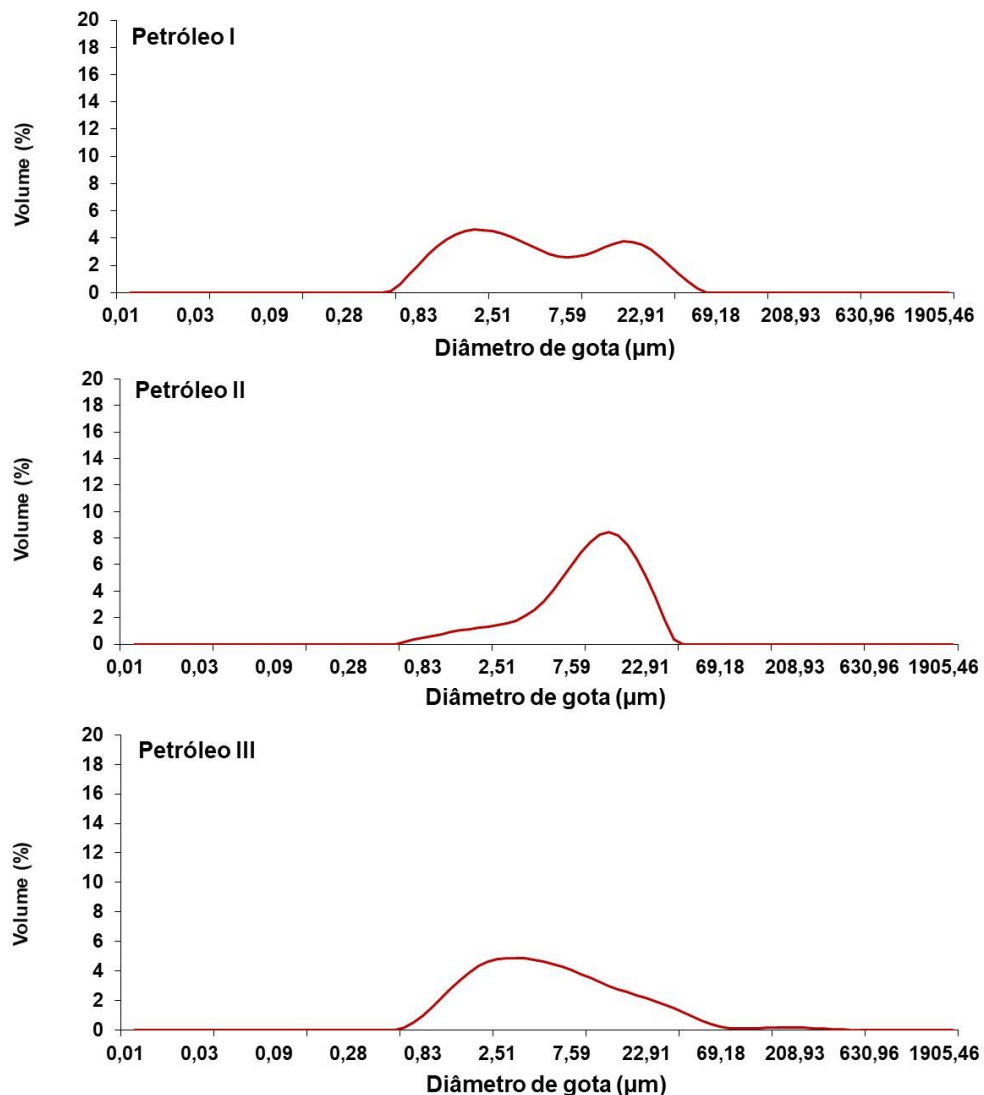 20
Petróleo I
18
16
14
12
10
8
6
4
2
0
Volume (%)
0,01 0,03 0,09 0,28 0,83 2,51 7,59 22,91 69,18 208,93 630,96 1905,46
Diâmetro de gota (µm)
20
Petróleo II
18
16
14
12
10
8
6
4
2
0
Volume (%)
0,01 0,03 0,09 0,28 0,83 2,51 7,59 22,91 69,18 208,93 630,96 1905,46
Diâmetro de gota (µm)
20
Petróleo III
18
16
14
12
10
8
6
4
2
0
Volume (%)
0,01 0,03 0,09 0,28 0,83 2,51 7,59 22,91 69,18 208,93 630,96 1905,46
Diâmetro de gota (µm)